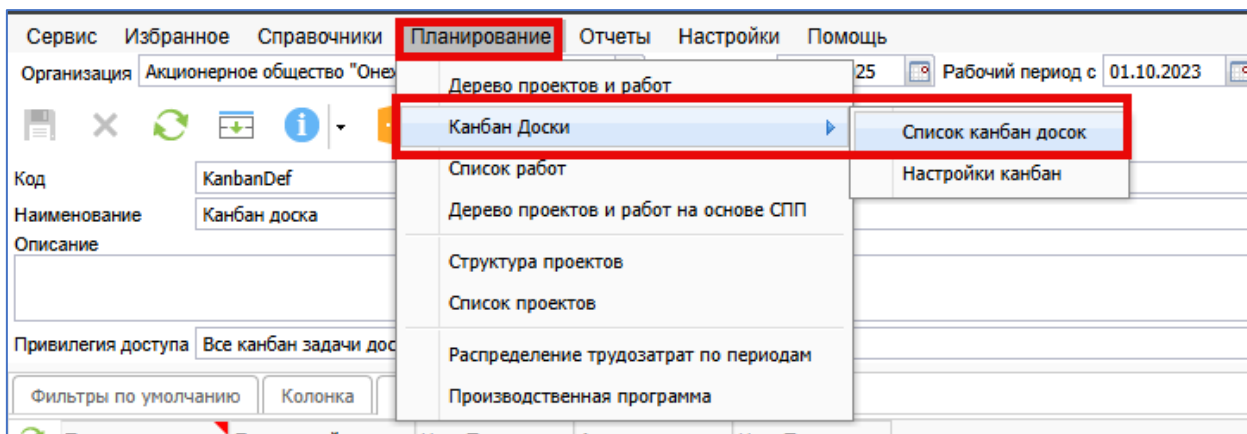 Сервис Избранное Справочники Планирование Отчеты Настройки Помощь
Организация Акционерное общество "Онеж 25 Рабочий период с 01.10.2023
Дерево проектов и работ
Канбан Доски
Список канбан досок
Код KanbanDef
Список работ
Настройки канбан
Наименование Канбан доска
Дерево проектов и работ на основе СПП
Описание
Структура проектов
Список проектов
Привилегия доступа Все канбан задачи дос
Распределение трудозатрат по периодам
Фильтры по умолчанию Колонка
Производственная программа